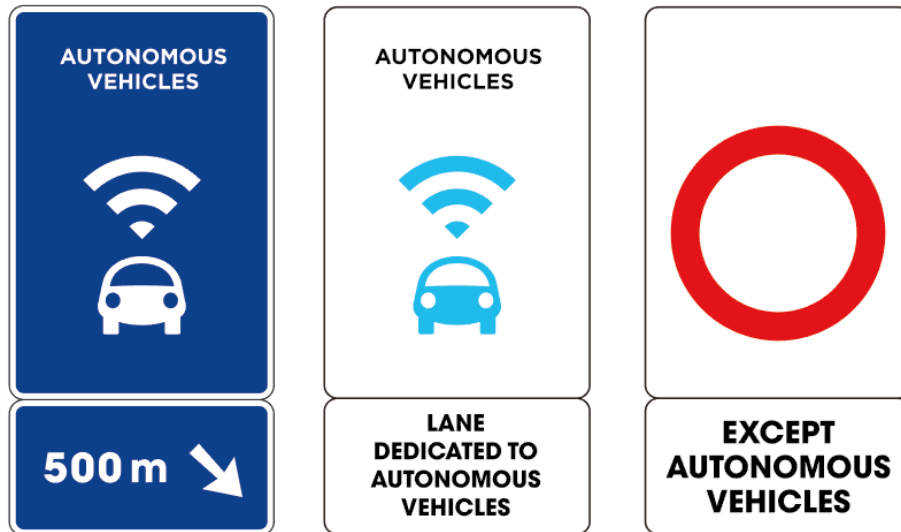 AUTONOMOUS
VEHICLES
500 m
AUTONOMOUS
VEHICLES
LANE
DEDICATED TO
AUTONOMOUS
VEHICLES
EXCEPT
AUTONOMOUS
VEHICLES